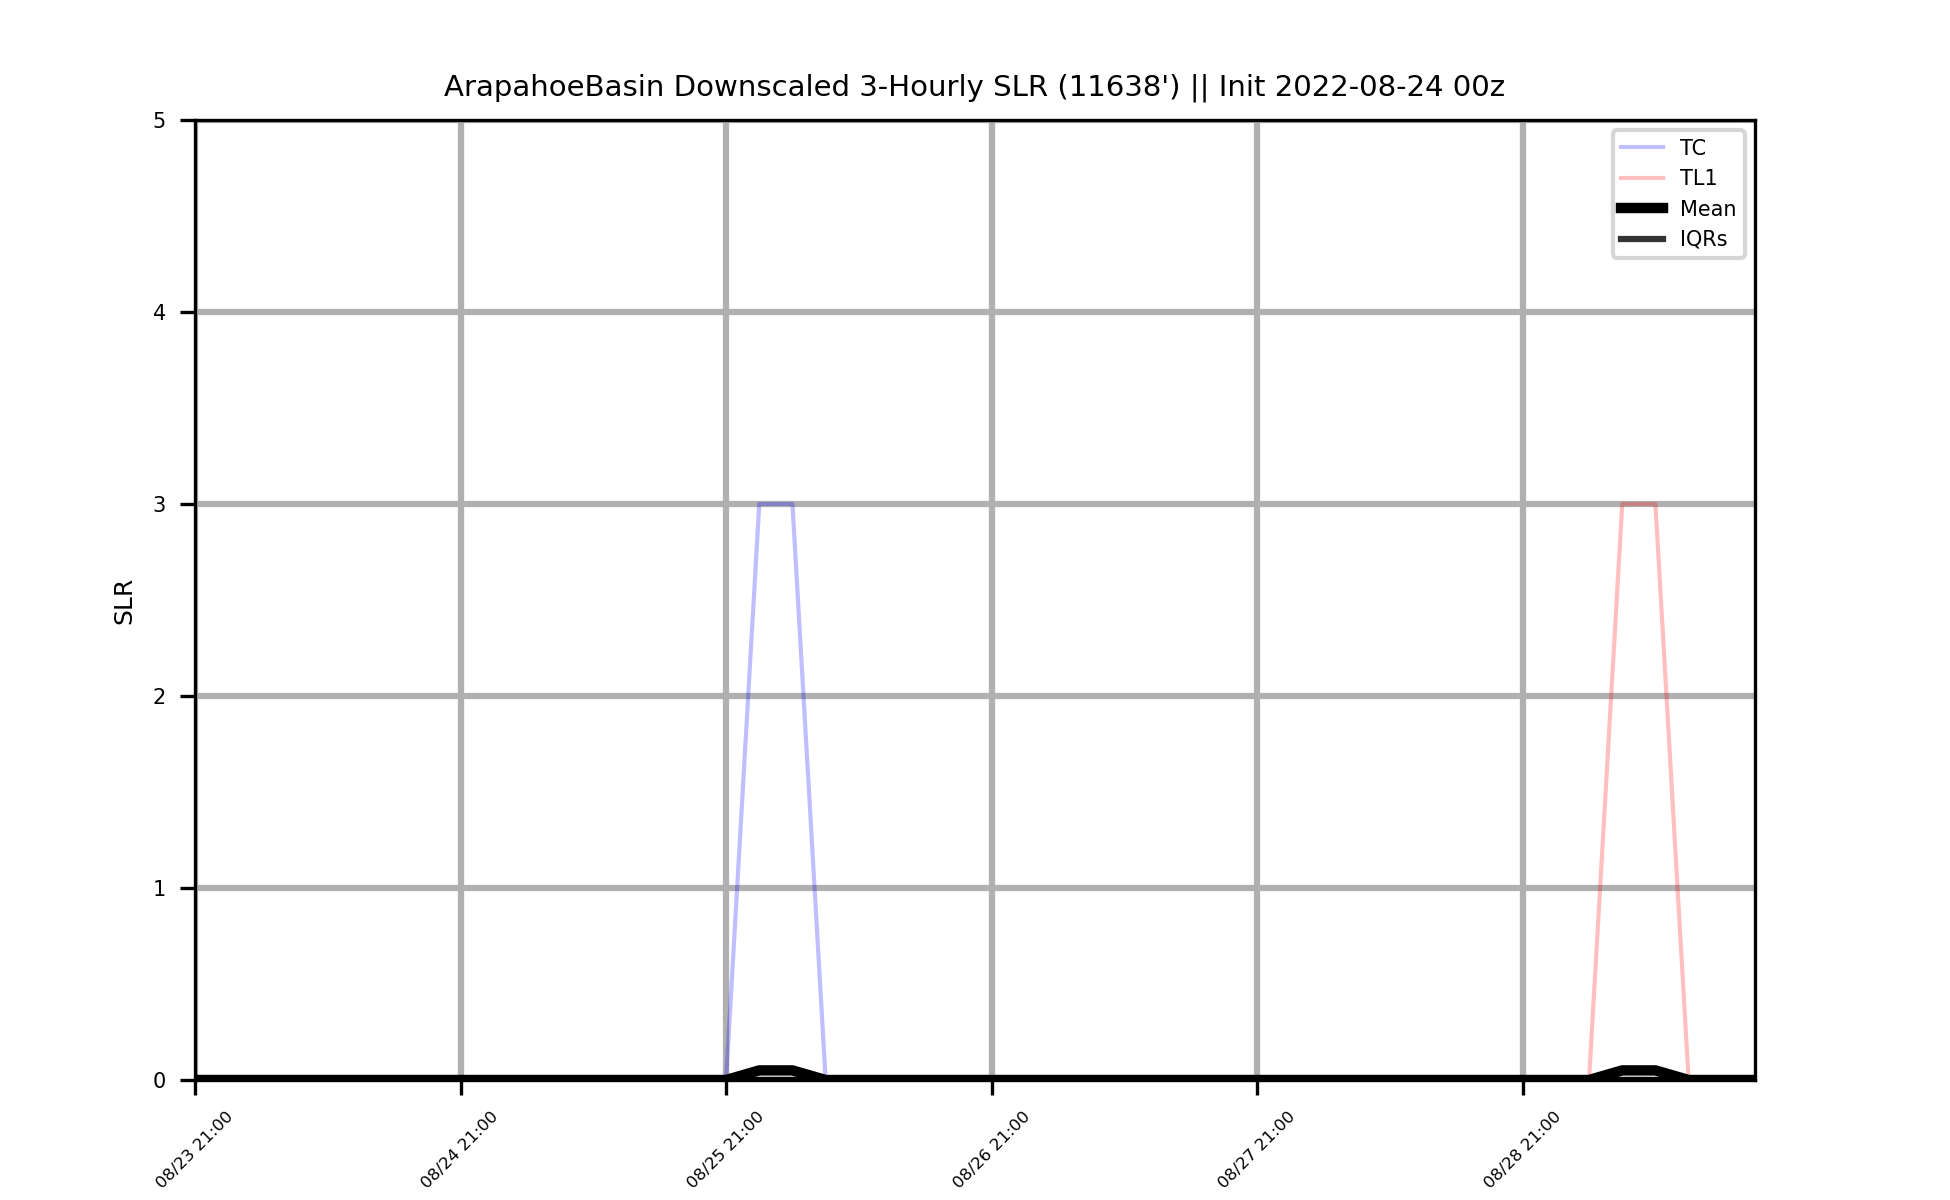 ArapahoeBasin Downscaled 3-Hourly SLR (11638') || Init 2022-08-24 00z
TC
TL1
Mean
IQRs
SLR
5
4
3
2
1
0
08/23 21:00
08/24 21:00
08/25 21:00
08/26 21:00
08/27 21:00
08/28 21:00